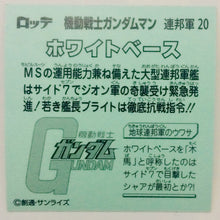 ロッテ 機動戦士ガンダムマン 連邦軍 20
ホワイトベース
MSの運用能力兼ね備えた大型連邦軍艦
はサイド7でジオン軍の奇襲受け緊急発
進！若き艦長ブライトは徹底抗戦指令!!
機動戦士
ガンダム
GUNDAM
地球連邦軍のウワサ
ホワイトベースを「木
馬」と呼称したのは
サイド7で目撃した
シャアが最初とか?!
©創通・サンライズ